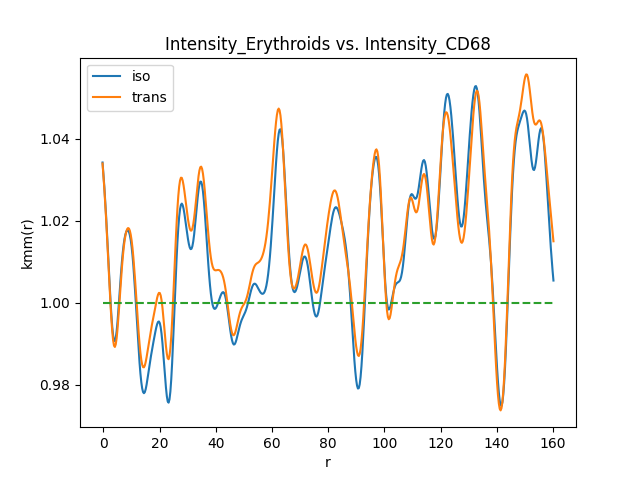 Intensity_Erythroids vs. Intensity_CD68
iso
trans
kmm(r)
1.04
1.02
1.00
0.98
0 20 40 60 80 100 120 140 160
r